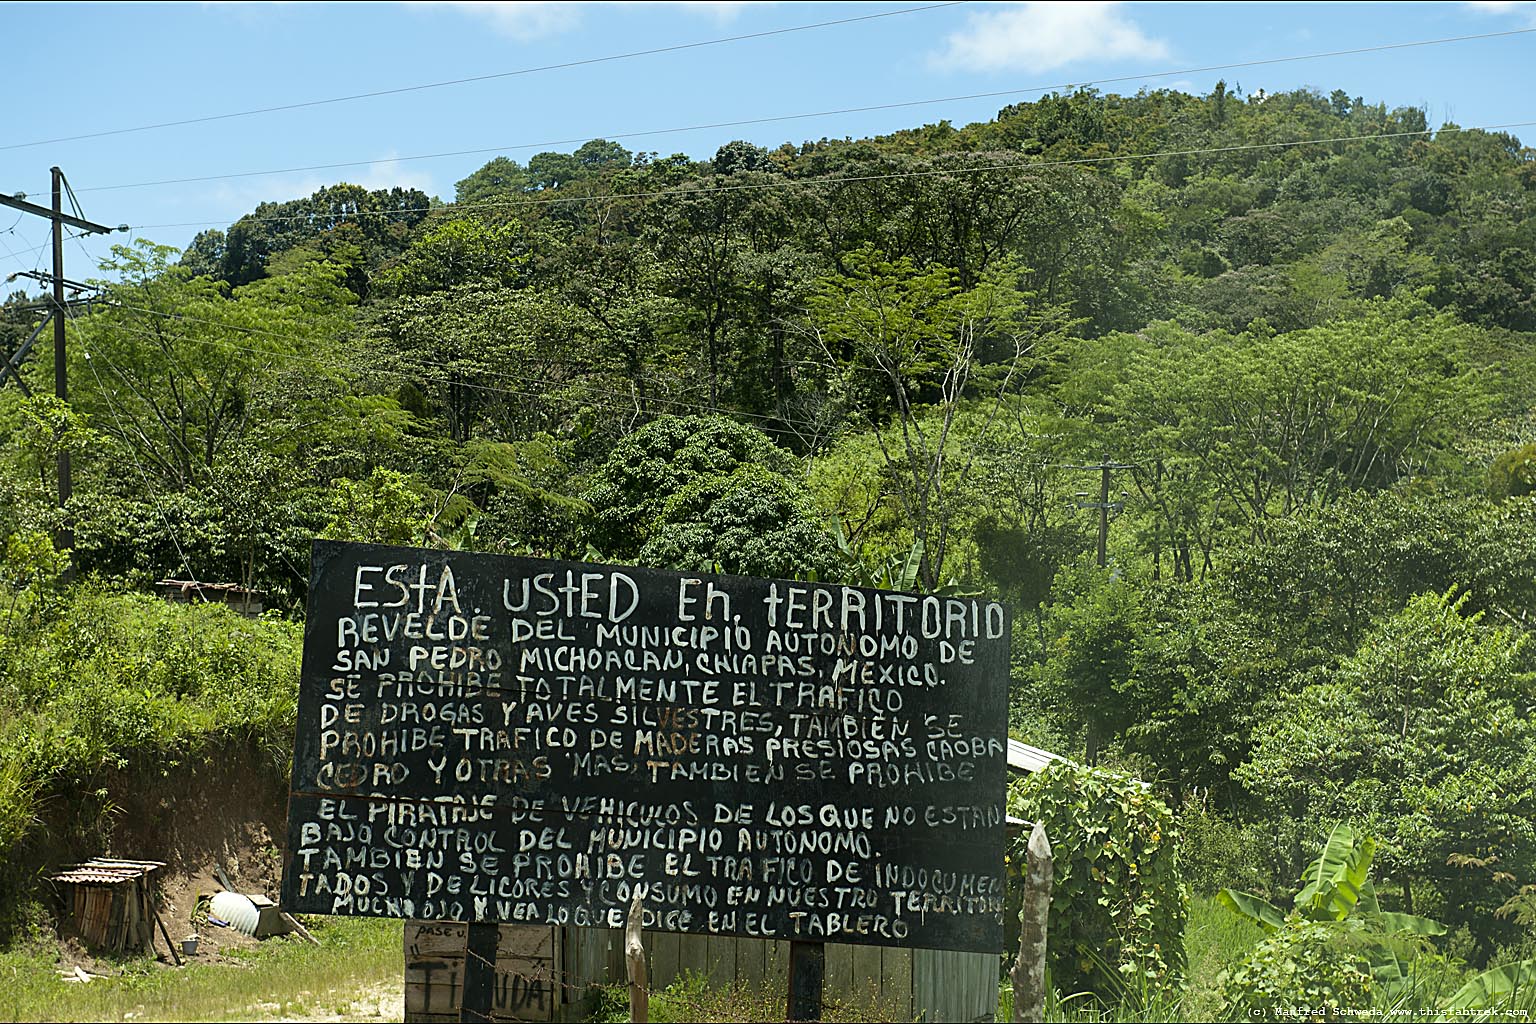 ESTA. USTED EN. TERRITORIO
REVELDE DEL MUNICIPIO AUTONOMO DE
SAN PEDRO MICHOACAN, CHIAPAS, MEXICO.
SE PROHIBE TOTALMENTE EL TRAFICO
DE DROGAS Y AVES SILVESTRES, TAMBIEN SE
PROHIBE TRAFICO DE MADERAS PRESIOSAS CAOBA
CEDRO Y OTRAS MAS, TAMBIEN SE PROHIBE
EL PIRATAJE DE VEHICULOS DE LOS QUE NO ESTAN
BAJO CONTROL DEL MUNICIPIO AUTONOMO.
TAMBIEN SE PROHIBE EL TRAFICO DE INDOCUMEN
TADOS Y DE LICORES Y CONSUMO EN NUESTRO TERRITORI
MUCHO OJO Y VEA LO QUE DICE EN EL TABLERO
PASE U
TIENDA
(c) Manfred Schweda www.thisfabtrek.com